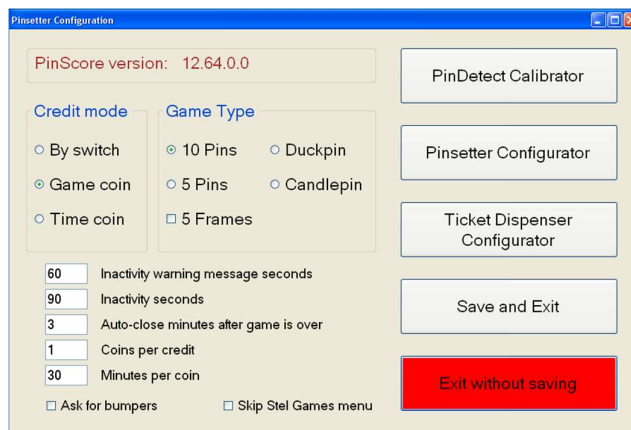 Pinsetter Configuration
PinScore version: 12.64.0.0
Credit mode
By switch
Game coin
Time coin
Game Type
10 Pins
Duckpin
5 Pins
Candlepin
5 Frames
60 Inactivity warning message seconds
90 Inactivity seconds
3 Auto-close minutes after game is over
1 Coins per credit
30 Minutes per coin
Ask for bumpers
Skip Stel Games menu
PinDetect Calibrator
Pinsetter Configurator
Ticket Dispenser
Configurator
Save and Exit
Exit without saving